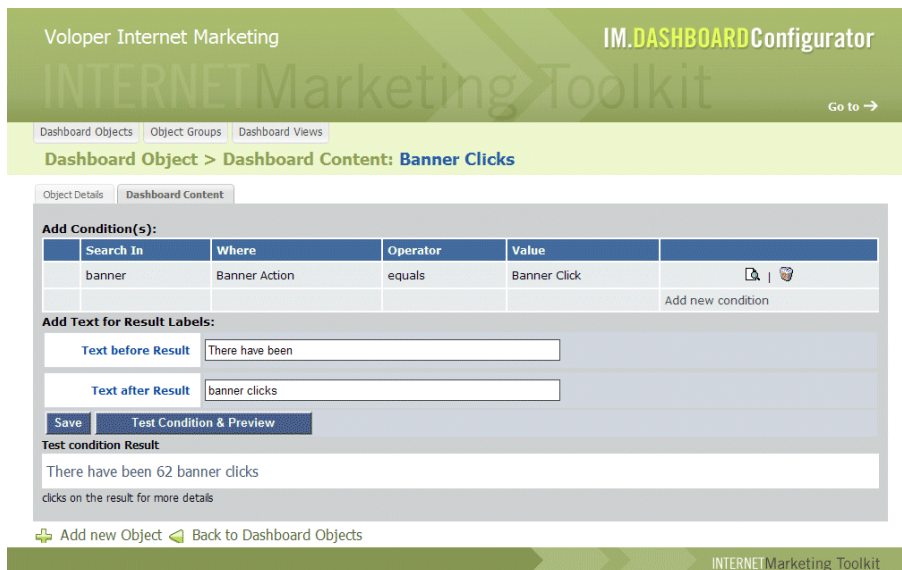 Voloper Internet Marketing
IM.DASHBOARDConfigurator
INTERNETMarketing Toolkit
Go to →
Dashboard Objects Object Groups Dashboard Views
Dashboard Object > Dashboard Content: Banner Clicks
Object Details Dashboard Content
Add Condition(s):
Search In Where Operator Value
banner Banner Action equals Banner Click |
Add new condition
Add Text for Result Labels:
Text before Result There have been
Text after Result banner clicks
Save Test Condition & Preview
Test condition Result
There have been 62 banner clicks
clicks on the result for more details
Add new Object Back to Dashboard Objects
INTERNETMarketing Toolkit